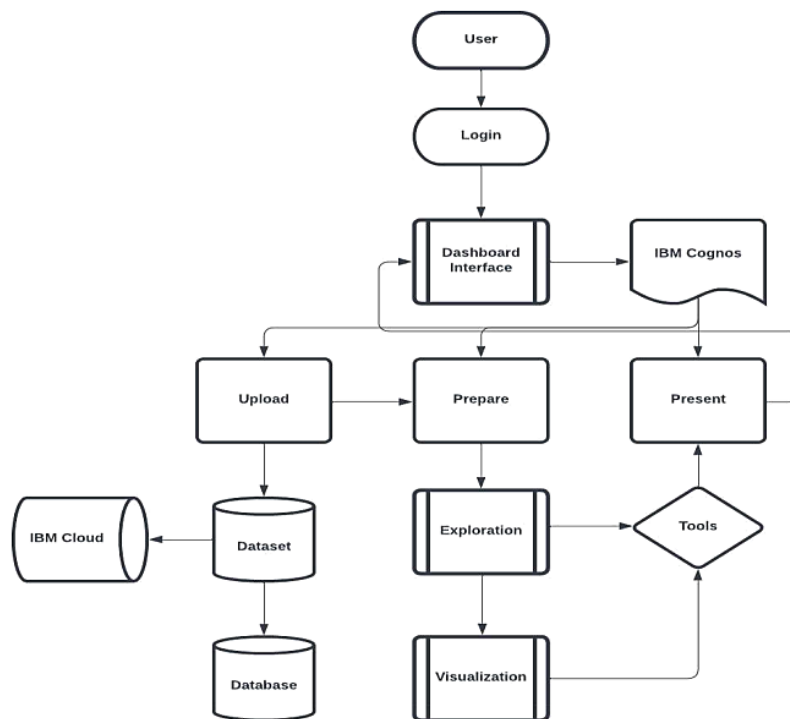 User
Login
Dashboard
Interface
IBM Cognos
Upload
Prepare
Present
IBM Cloud
Dataset
Exploration
Tools
Database
Visualization